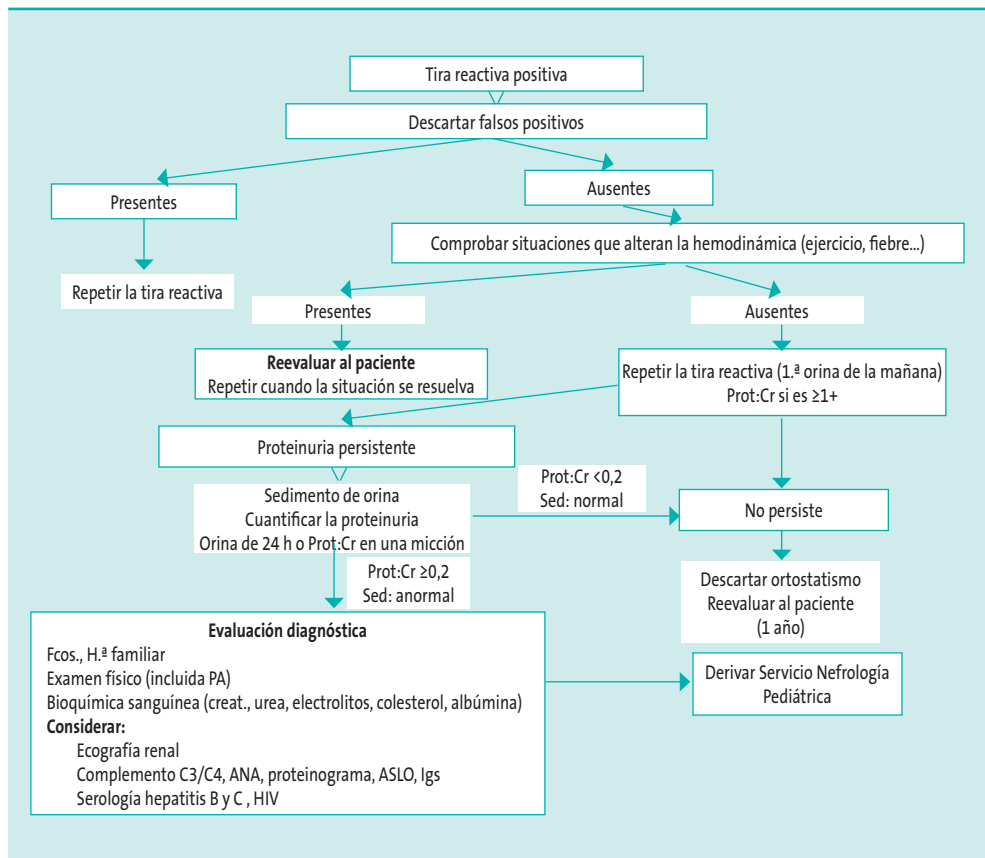 Tira reactiva positiva
Descartar falsos positivos
Presentes
Ausentes
Comprobar situaciones que alteran la hemodinámica (ejercicio, fiebre...)
Repetir la tira reactiva
Presentes
Ausentes
Reevaluar al paciente
Repetir cuando la situación se resuelva
Repetir la tira reactiva (1.ª orina de la mañana)
Prot:Cr si es ≥1+
Proteinuria persistente
Prot:Cr <0,2
Sed: normal
Sedimento de orina
Cuantificar la proteinuria
Orina de 24 h o Prot:Cr en una micción
No persiste
Prot:Cr ≥0,2
Sed: anormal
Descartar ortostatismo
Reevaluar al paciente
(1 año)
Evaluación diagnóstica
Fcos., H.ª familiar
Examen físico (incluida PA)
Bioquímica sanguínea (creat., urea, electrolitos, colesterol, albúmina)
Considerar:
Ecografía renal
Complemento C3/C4, ANA, proteinograma, ASLO, Igs
Serología hepatitis B y C , HIV
Derivar Servicio Nefrología
Pediátrica